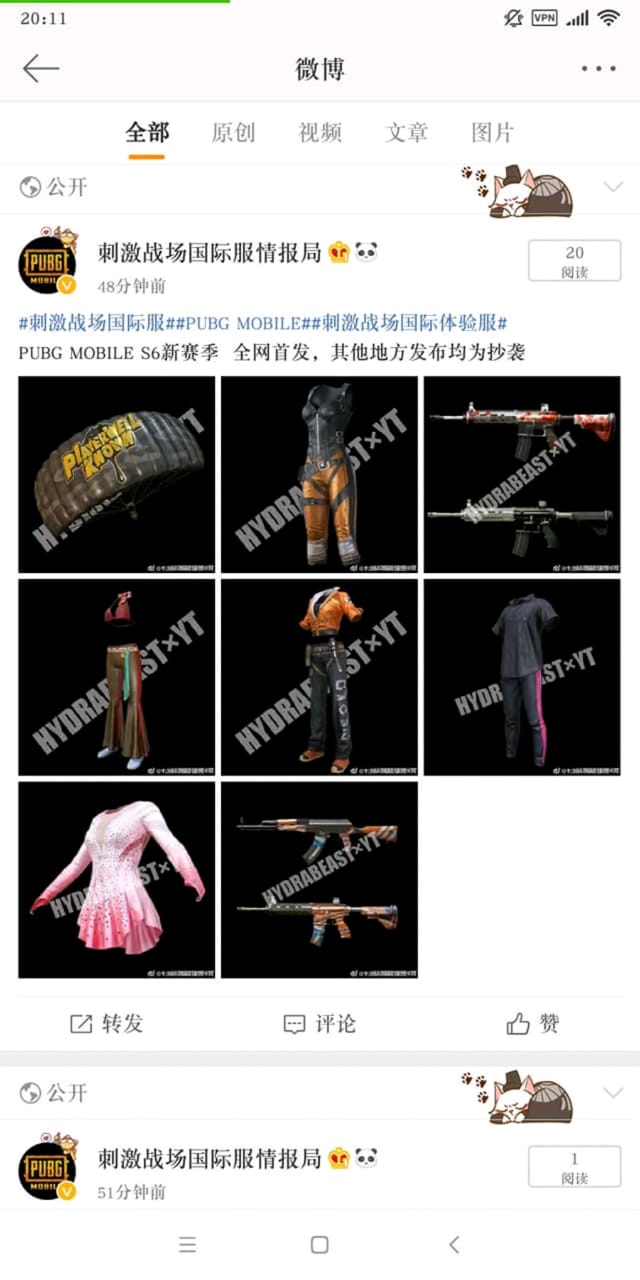 20:11
VPN
微博
全部
原创
视频
文章
图片
公开
PUBG
MOBIL
刺激战场国际服情报局
48分钟前
20
阅读
#刺激战场国际服##PUBG MOBILE##刺激战场国际体验服#
PUBG MOBILE S6新赛季 全网首发，其他地方发布均为抄袭
PLAYERWELL
KNOWN
HYDRABEAST×YT
HYDRABEAST×YT
HYDRABEAST×YT
HYDRABEAST×YT
HYDRABEAST×YT
HYDRABEAST×YT
HYDRABEAST×YT
转发
评论
赞
公开
PUBG
MOBIL
刺激战场国际服情报局
51分钟前
1
阅读